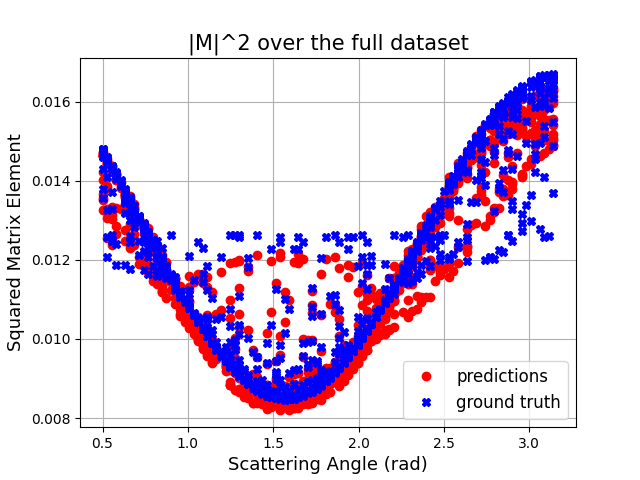 |M|^2 over the full dataset
Squared Matrix Element
0.016
0.014
0.012
0.010
0.008
0.5
1.0
1.5
2.0
2.5
3.0
Scattering Angle (rad)
predictions
ground truth